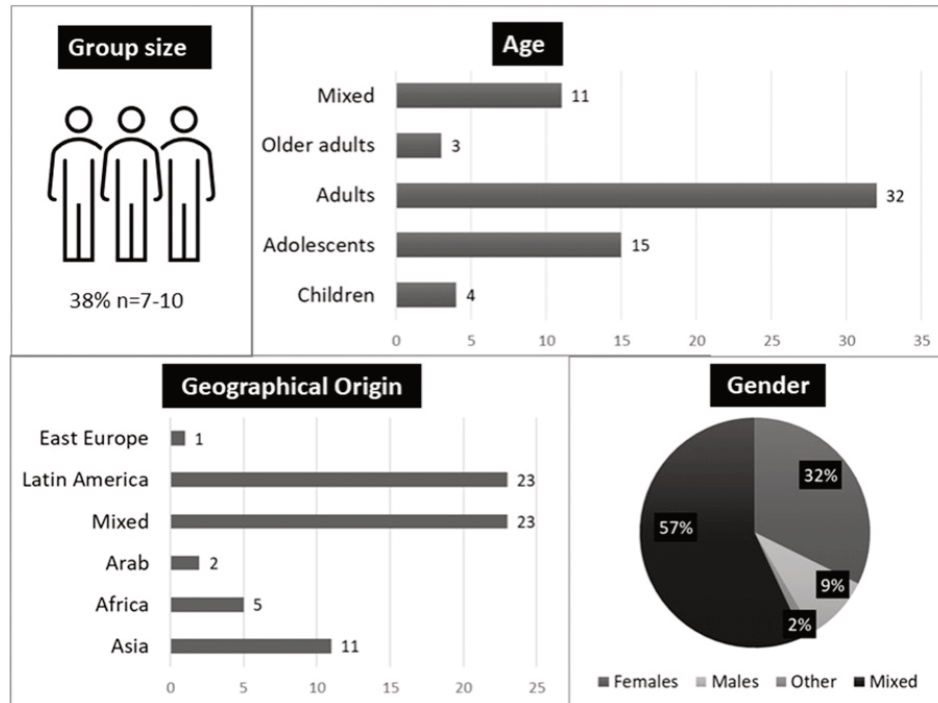 Group size
38% n=7-10
Age
Mixed 11
Older adults 3
Adults 32
Adolescents 15
Children 4
0 5 10 15 20 25 30 35
Geographical Origin
East Europe 1
Latin America 23
Mixed 23
Arab 2
Africa 5
Asia 11
0 5 10 15 20 25
Gender
32%
57%
9%
2%
Females Males Other Mixed